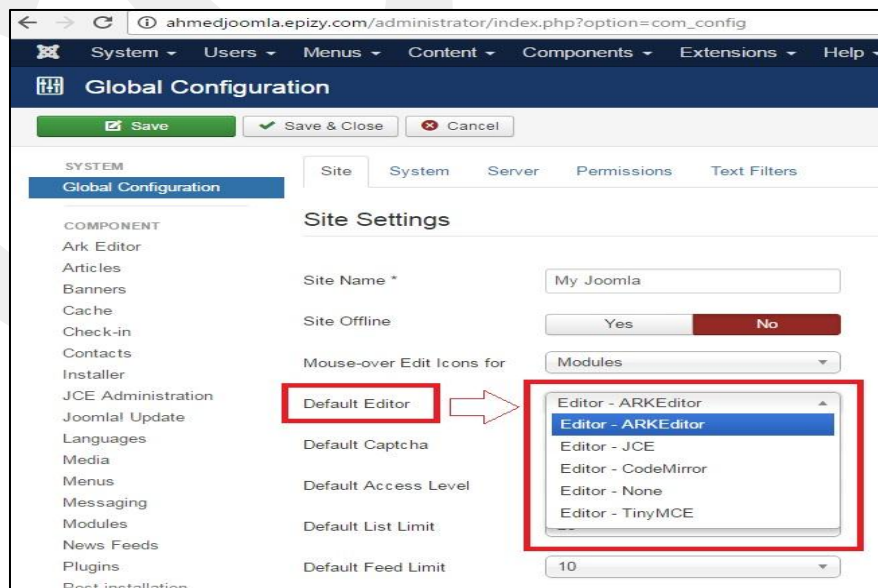 ahmedjoomla.epizy.com/administrator/index.php?option=com_config
System Users Menus Content Components Extensions Help
Global Configuration
Save Save & Close Cancel
SYSTEM
Global Configuration
COMPONENT
Ark Editor
Articles
Banners
Cache
Check-in
Contacts
Installer
JCE Administration
Joomla! Update
Languages
Media
Menus
Messaging
Modules
News Feeds
Plugins
Post-installation
Site System Server Permissions Text Filters
Site Settings
Site Name * My Joomla
Site Offline Yes No
Mouse-over Edit Icons for Modules
Default Editor Editor - ARKEditor
Editor - ARKEditor
Editor - JCE
Editor - CodeMirror
Editor - None
Editor - TinyMCE
Default Captcha
Default Access Level
Default List Limit
Default Feed Limit 10